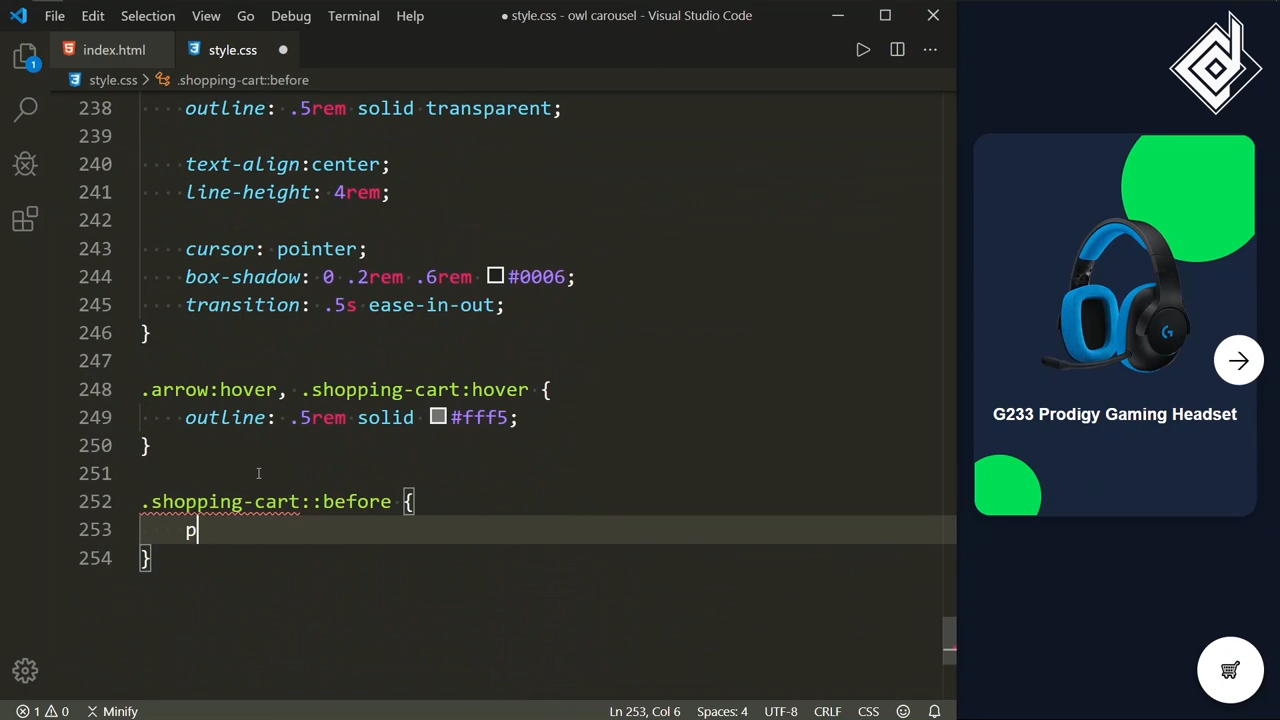 File Edit Selection View Go Debug Terminal Help
● style.css - owl carousel - Visual Studio Code
index.html
style.css
style.css > .shopping-cart::before
238 outline: .5rem solid transparent;
239
240 text-align:center;
241 line-height: 4rem;
242
243 cursor: pointer;
244 box-shadow: 0 .2rem .6rem #0006;
245 transition: .5s ease-in-out;
246 }
247
248 .arrow:hover, .shopping-cart:hover {
249 outline: .5rem solid #fff5;
250 }
251
252 .shopping-cart::before {
253 p
254 }
1
G233 Prodigy Gaming Headset
G
1 0 Minify
Ln 253, Col 6 Spaces: 4 UTF-8 CRLF CSS